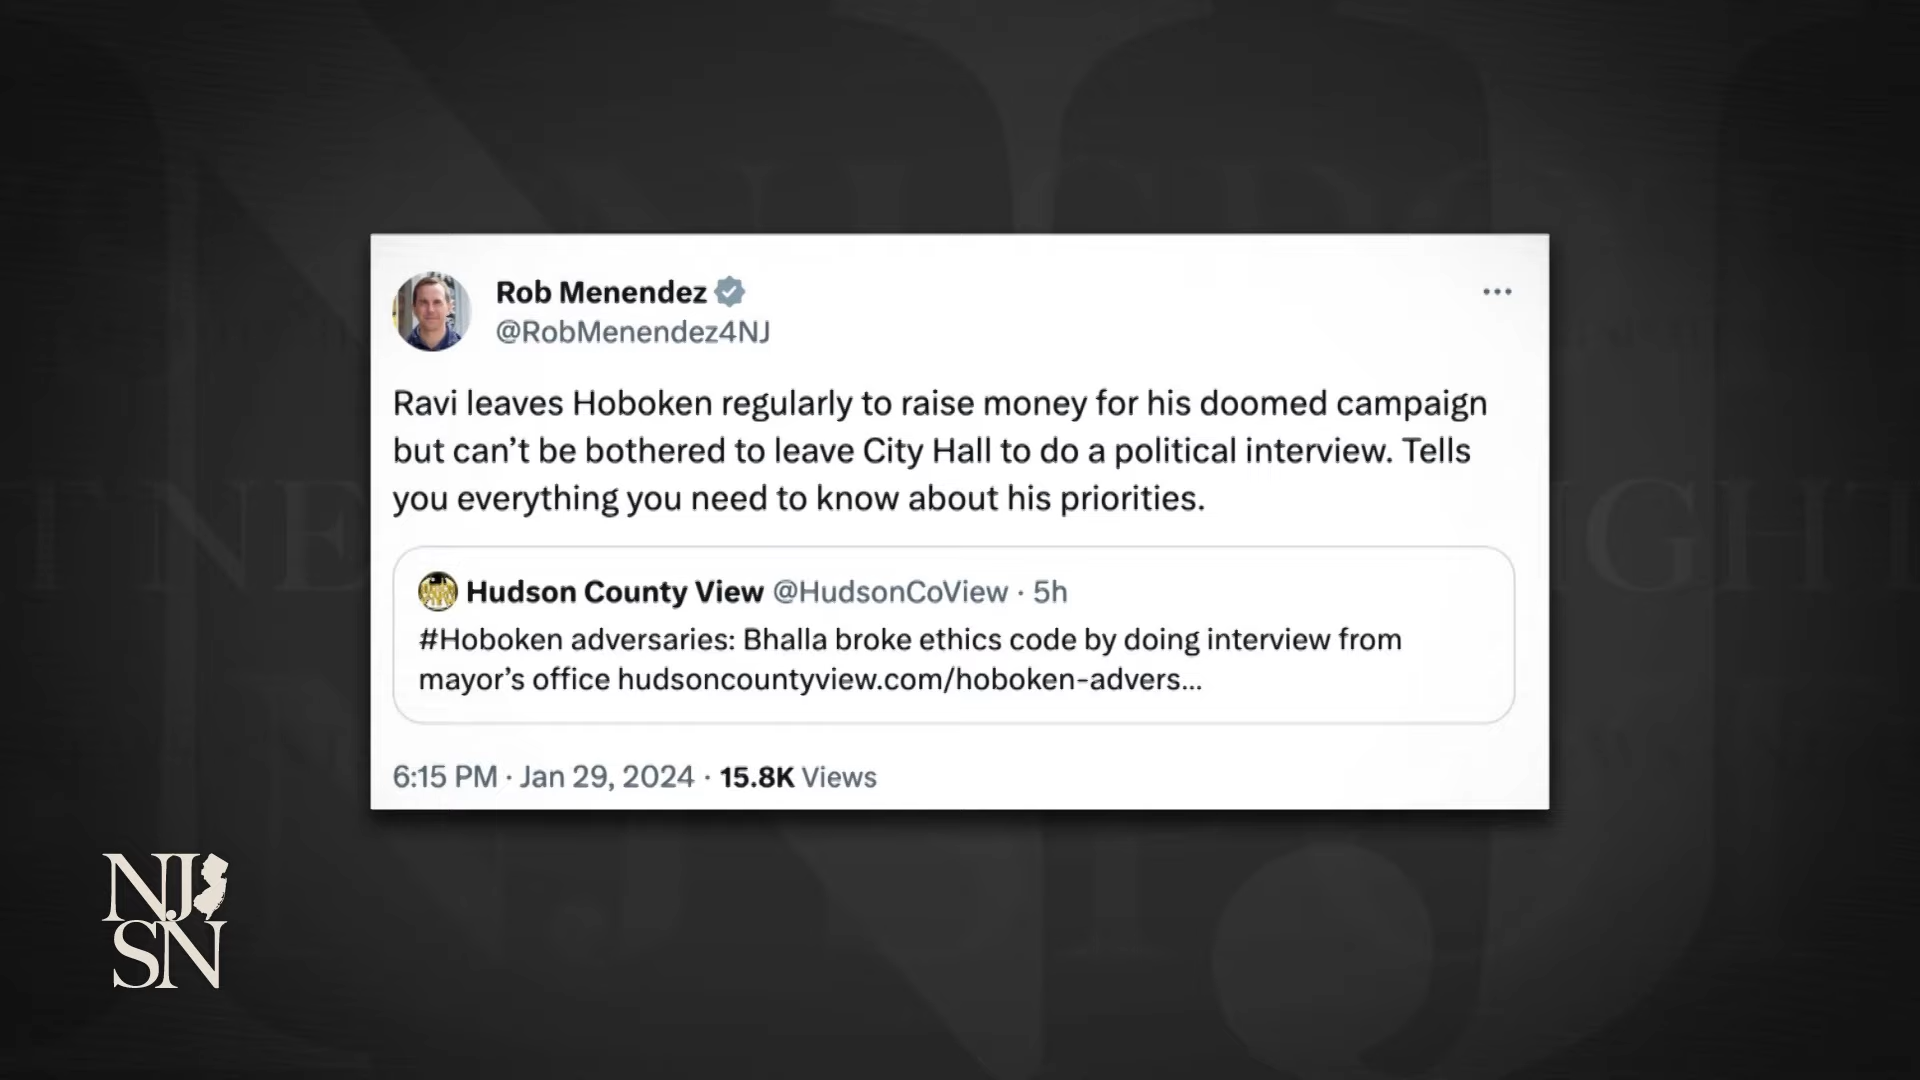 Rob Menendez
@RobMenendez4NJ
Ravi leaves Hoboken regularly to raise money for his doomed campaign
but can’t be bothered to leave City Hall to do a political interview. Tells
you everything you need to know about his priorities.
Hudson County View @HudsonCoView · 5h
#Hoboken adversaries: Bhalla broke ethics code by doing interview from
mayor’s office hudsoncountyview.com/hoboken-advers...
6:15 PM · Jan 29, 2024 · 15.8K Views
NJ
SN